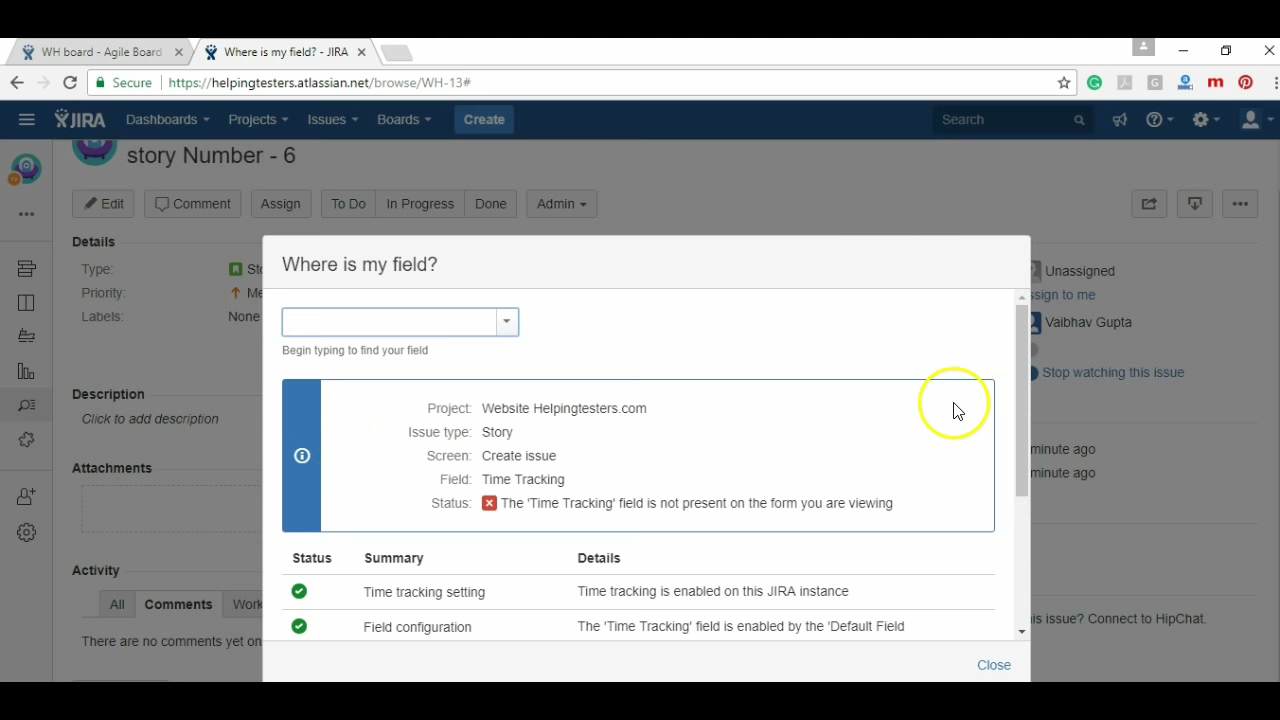 WH board - Agile Board
Where is my field? - JIRA
Secure https://helpingtesters.atlassian.net/browse/WH-13#
JIRA Dashboards Projects Issues Boards Create Search
story Number - 6
Edit Comment Assign To Do In Progress Done Admin
Details
Type:
Priority:
Labels: None
Unassigned
Vaibhav Gupta
Stop watching this issue
Description
Click to add description
minute ago
minute ago
Attachments
Activity
All Comments
There are no comments yet on
is issue? Connect to HipChat.
Where is my field?
Begin typing to find your field
Project: Website Helpingtesters.com
Issue type: Story
Screen: Create issue
Field: Time Tracking
Status: The 'Time Tracking' field is not present on the form you are viewing
Status Summary Details
Time tracking setting Time tracking is enabled on this JIRA instance
Field configuration The 'Time Tracking' field is enabled by the 'Default Field
Close